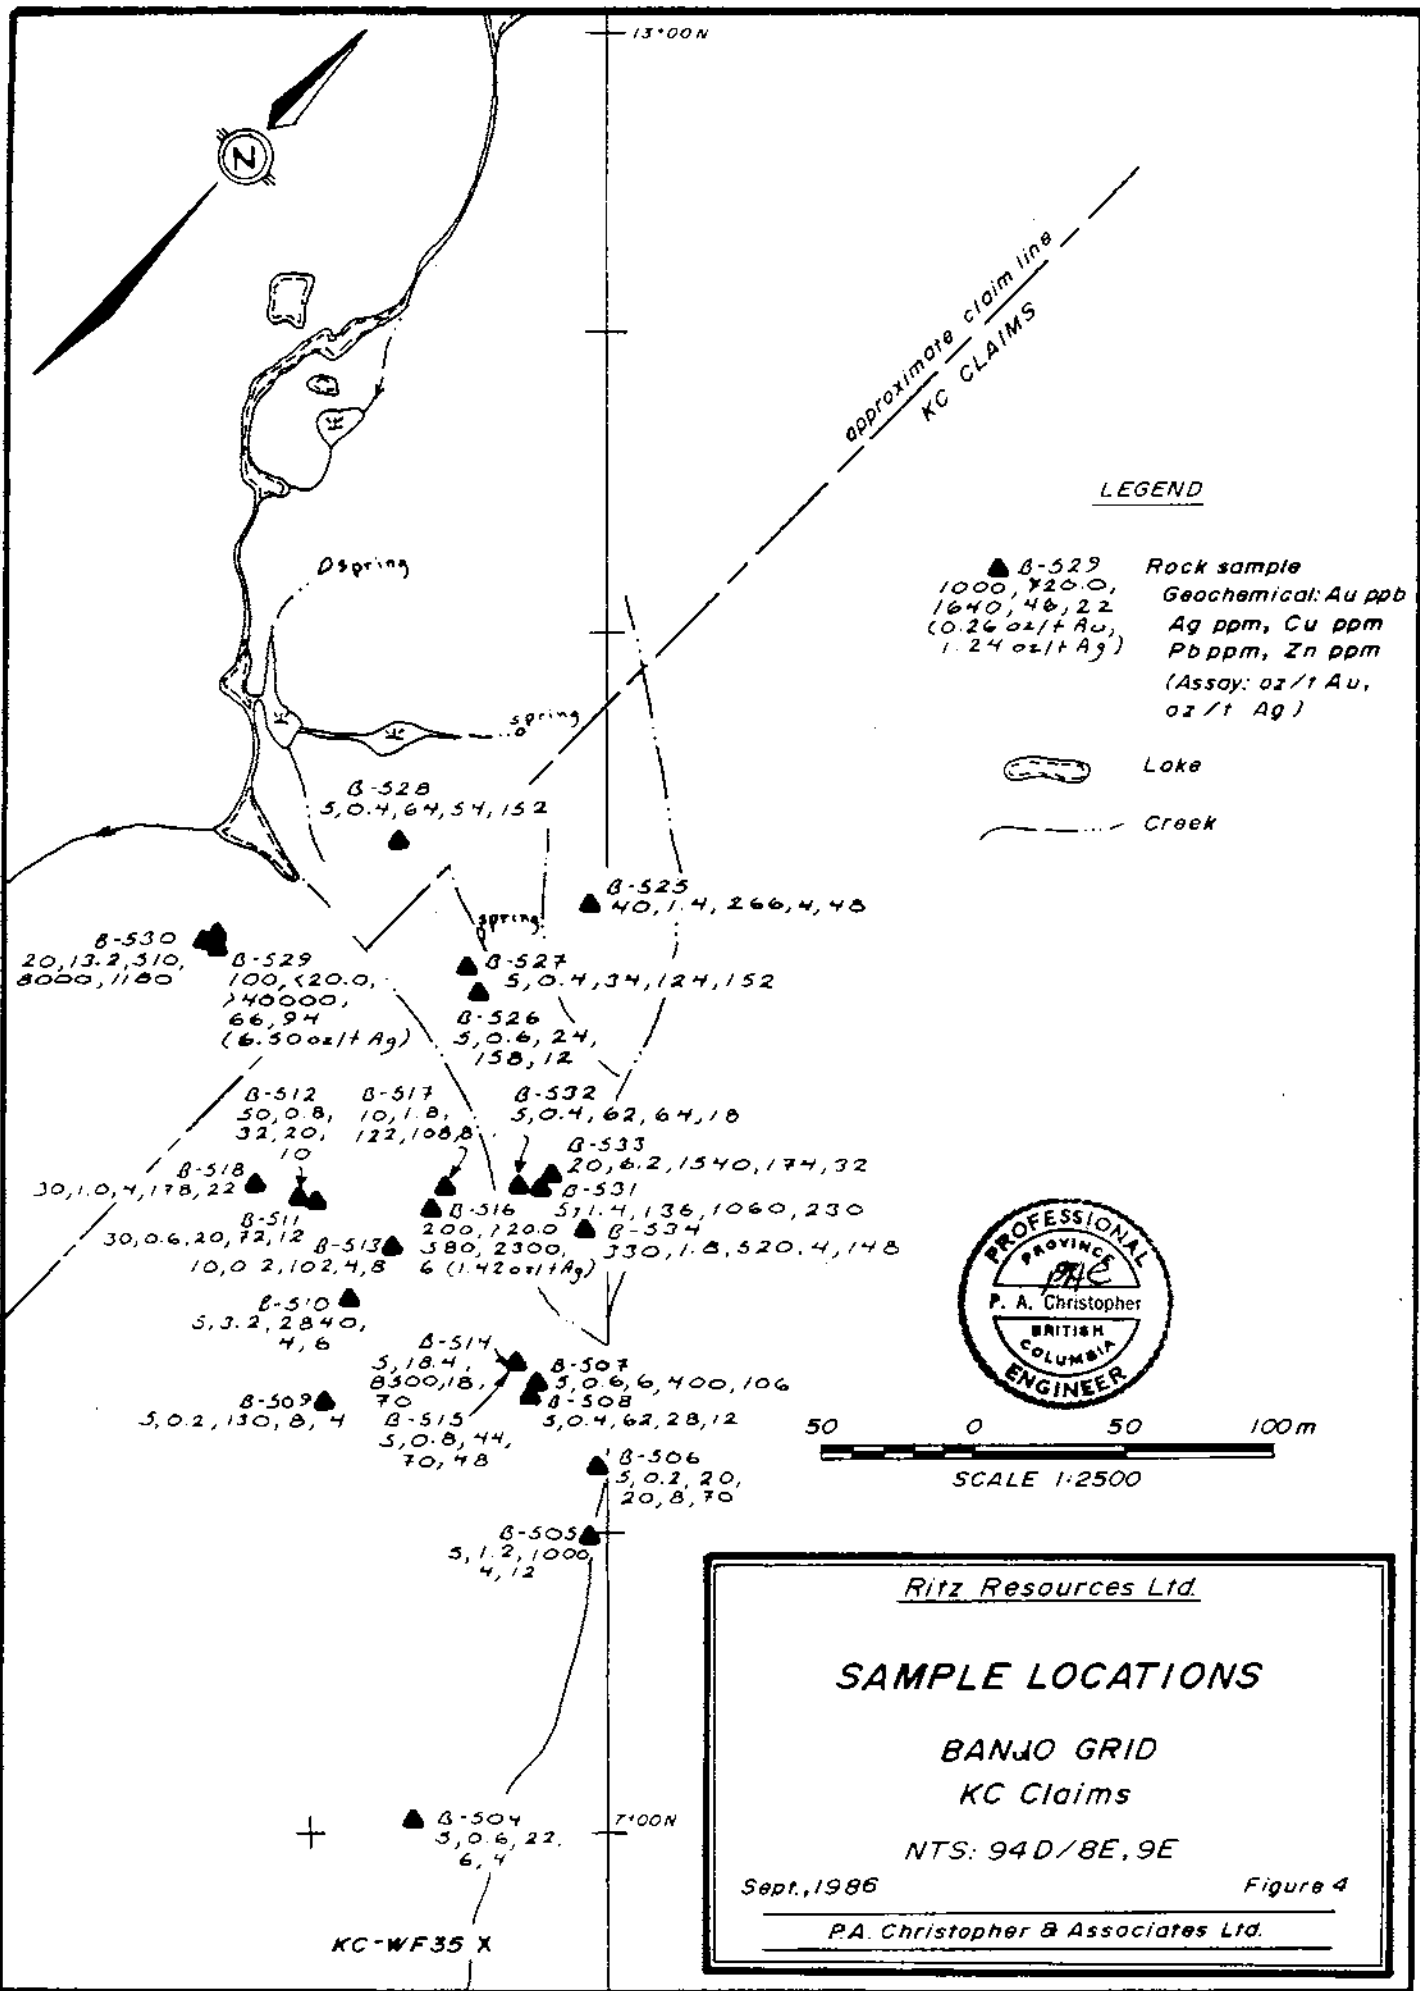 13+00N
Z
approximate claim line
KC CLAIMS
LEGEND
B-529
1000, >20.0,
1640, 46, 22
(0.26 oz/t Au,
1.24 oz/t Ag)
Rock sample
Geochemical: Au ppb
Ag ppm, Cu ppm
Pb ppm, Zn ppm
(Assay: oz/t Au,
oz/t Ag)
Lake
Creek
spring
spring
B-528
5, 0.4, 64, 54, 152
B-525
40, 1.4, 266, 4, 48
spring
B-530
20, 13.2, 510,
8000, 1180
B-529
100, <20.0,
>40000,
66, 94
(6.50 oz/t Ag)
B-527
5, 0.4, 34, 124, 152
B-526
5, 0.6, 24,
158, 12
B-512
50, 0.8,
32, 20,
10
B-517
10, 1.8,
122, 108, 8
B-532
5, 0.4, 62, 64, 18
B-533
20, 6.2, 1540, 174, 32
B-518
30, 1.0, 4, 178, 22
B-531
5, 1.4, 136, 1060, 230
B-511
30, 0.6, 20, 72, 12
B-516
200, >20.0
580, 2300,
6 (1.42 oz/t Ag)
B-534
330, 1.8, 520, 4, 148
B-513
10, 0.2, 102, 4, 8
B-510
5, 3.2, 2840,
4, 6
B-514
5, 18.4,
8300, 18,
70
B-507
5, 0.6, 6, 400, 106
B-509
5, 0.2, 130, 8, 4
B-508
5, 0.4, 62, 28, 12
B-515
5, 0.8, 44,
70, 48
B-506
5, 0.2, 20,
20, 8, 70
B-505
5, 1.2, 1000,
4, 12
PROFESSIONAL
PROVINCE
P. A. Christopher
BRITISH
COLUMBIA
ENGINEER
50 0 50 100 m
SCALE 1:2500
B-504
5, 0.6, 22,
6, 4
7+00N
KC-WF35 X
Ritz Resources Ltd.
SAMPLE LOCATIONS
BANJO GRID
KC Claims
NTS: 94D/8E, 9E
Sept., 1986
Figure 4
P.A. Christopher & Associates Ltd.